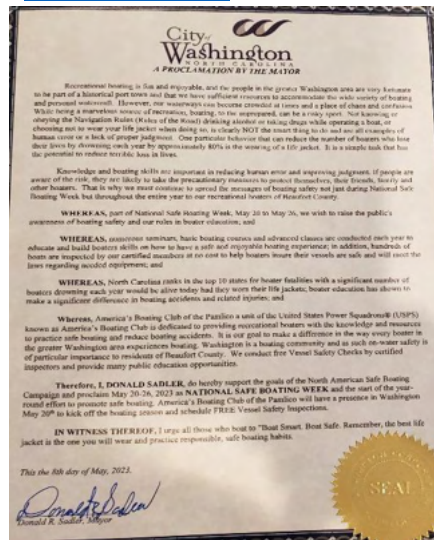 City of
Washington
NORTH CAROLINA
A PROCLAMATION BY THE MAYOR
Recreational boating is fun and enjoyable, and the people in the greater Washington area are very fortunate
to be part of a historical port town and that we have sufficient resources to accommodate the wide variety of boating
and personal watercraft. However, our waterways can become crowded at times and a place of chaos and confusion
While being a marvelous source of recreation, boating, to the unprepared, can be a risky sport. Not knowing or
obeying the Navigation Rules (Rules of the Road) drinking alcohol or taking drugs while operating a boat, or
choosing not to wear your life jacket when doing so, is clearly NOT the smart thing to do and are all examples of
human error or a lack of proper judgment. One particular behavior that can reduce the number of boaters who lose
their lives by drowning each year by approximately 80% is the wearing of a life jacket. It is a simple task that has
the potential to reduce terrible loss in lives.
Knowledge and boating skills are important in reducing human error and improving judgment. If people are
aware of the risk, they are likely to take the precautionary measures to protect themselves, their friends, family and
other boaters. That is why we must continue to spread the messages of boating safety not just during National Safe
Boating Week but throughout the entire year to our recreational boaters of Beaufort County.
WHEREAS, part of National Safe Boating Week, May 20 to May 26, we wish to raise the public's
awareness of boating safety and our roles in boater education; and
WHEREAS, numerous seminars, basic boating courses and advanced classes are conducted each year to
educate and build boaters skills on how to have a safe and enjoyable boating experience; in addition, hundreds of
boats are inspected by our certified members at no cost to help boaters insure their vessels are safe and meet the
laws regarding needed equipment; and
WHEREAS, North Carolina ranks in the top 10 states for boater fatalities with a significant number of
boaters drowning each year would be alive today had they worn their life jackets; boater education has shown to
make a significant difference in boating accidents and related injuries; and
Whereas, America's Boating Club of the Pamlico a unit of the United States Power Squadrons® (USPS)
known as America's Boating Club is dedicated to providing recreational boaters with the knowledge and resources
to practice safe boating and reduce boating accidents. It is our goal to make a difference in the way every boater in
the greater Washington area experiences boating. Washington is a boating community and as such on-water safety is
of particular importance to residents of Beaufort County. We conduct free Vessel Safety Checks by certified
inspectors and provide many public education opportunities.
Therefore, I, DONALD SADLER, do hereby support the goals of the North American Safe Boating
Campaign and proclaim May 20-26, 2023 as NATIONAL SAFE BOATING WEEK and the start of the year-
round effort to promote safe boating. America's Boating Club of the Pamlico will have a presence in Washington
May 20th to kick off the boating season and schedule FREE Vessel Safety Inspections.
IN WITNESS THEREOF, I urge all those who boat to "Boat Smart. Boat Safe. Remember, the best life
jacket is the one you will wear and practice responsible, safe boating habits.
This the 8th day of May, 2023.
Donald R Sadler
Donald R. Sadler, Mayor
SEAL